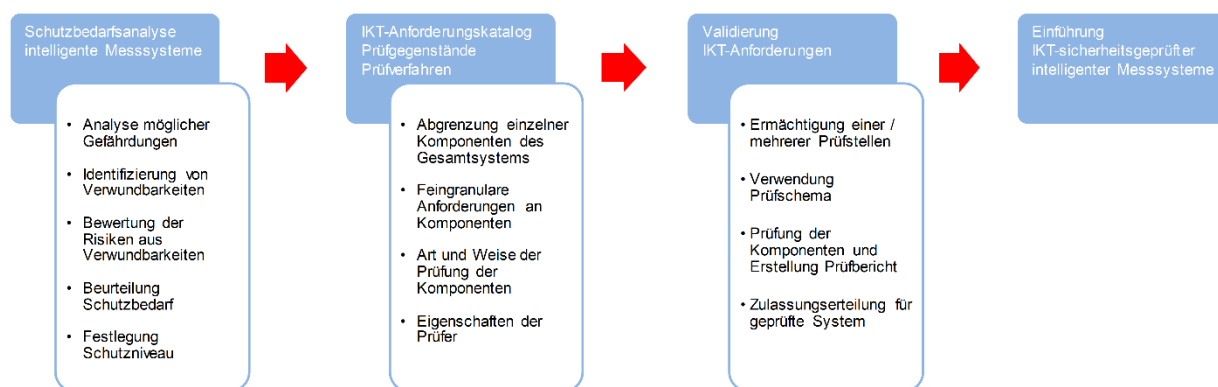 Schutzbedarfsanalyse
intelligente Messsysteme
• Analyse möglicher
Gefährdungen
• Identifizierung von
Verwundbarkeiten
• Bewertung der
Risiken aus
Verwundbarkeiten
• Beurteilung
Schutzbedarf
• Festlegung
Schutzniveau
IKT-Anforderungskatalog
Prüfgegenstände
Prüfverfahren
• Abgrenzung einzelner
Komponenten des
Gesamtsystems
• Feingranulare
Anforderungen an
Komponenten
• Art und Weise der
Prüfung der
Komponenten
• Eigenschaften der
Prüfer
Validierung
IKT-Anforderungen
• Ermächtigung einer /
mehrerer Prüfstellen
• Verwendung
Prüfschema
• Prüfung der
Komponenten und
Erstellung Prüfbericht
• Zulassungserteilung für
geprüfte System
Einführung
IKT-sicherheitsgeprüfter
intelligenter Messsysteme